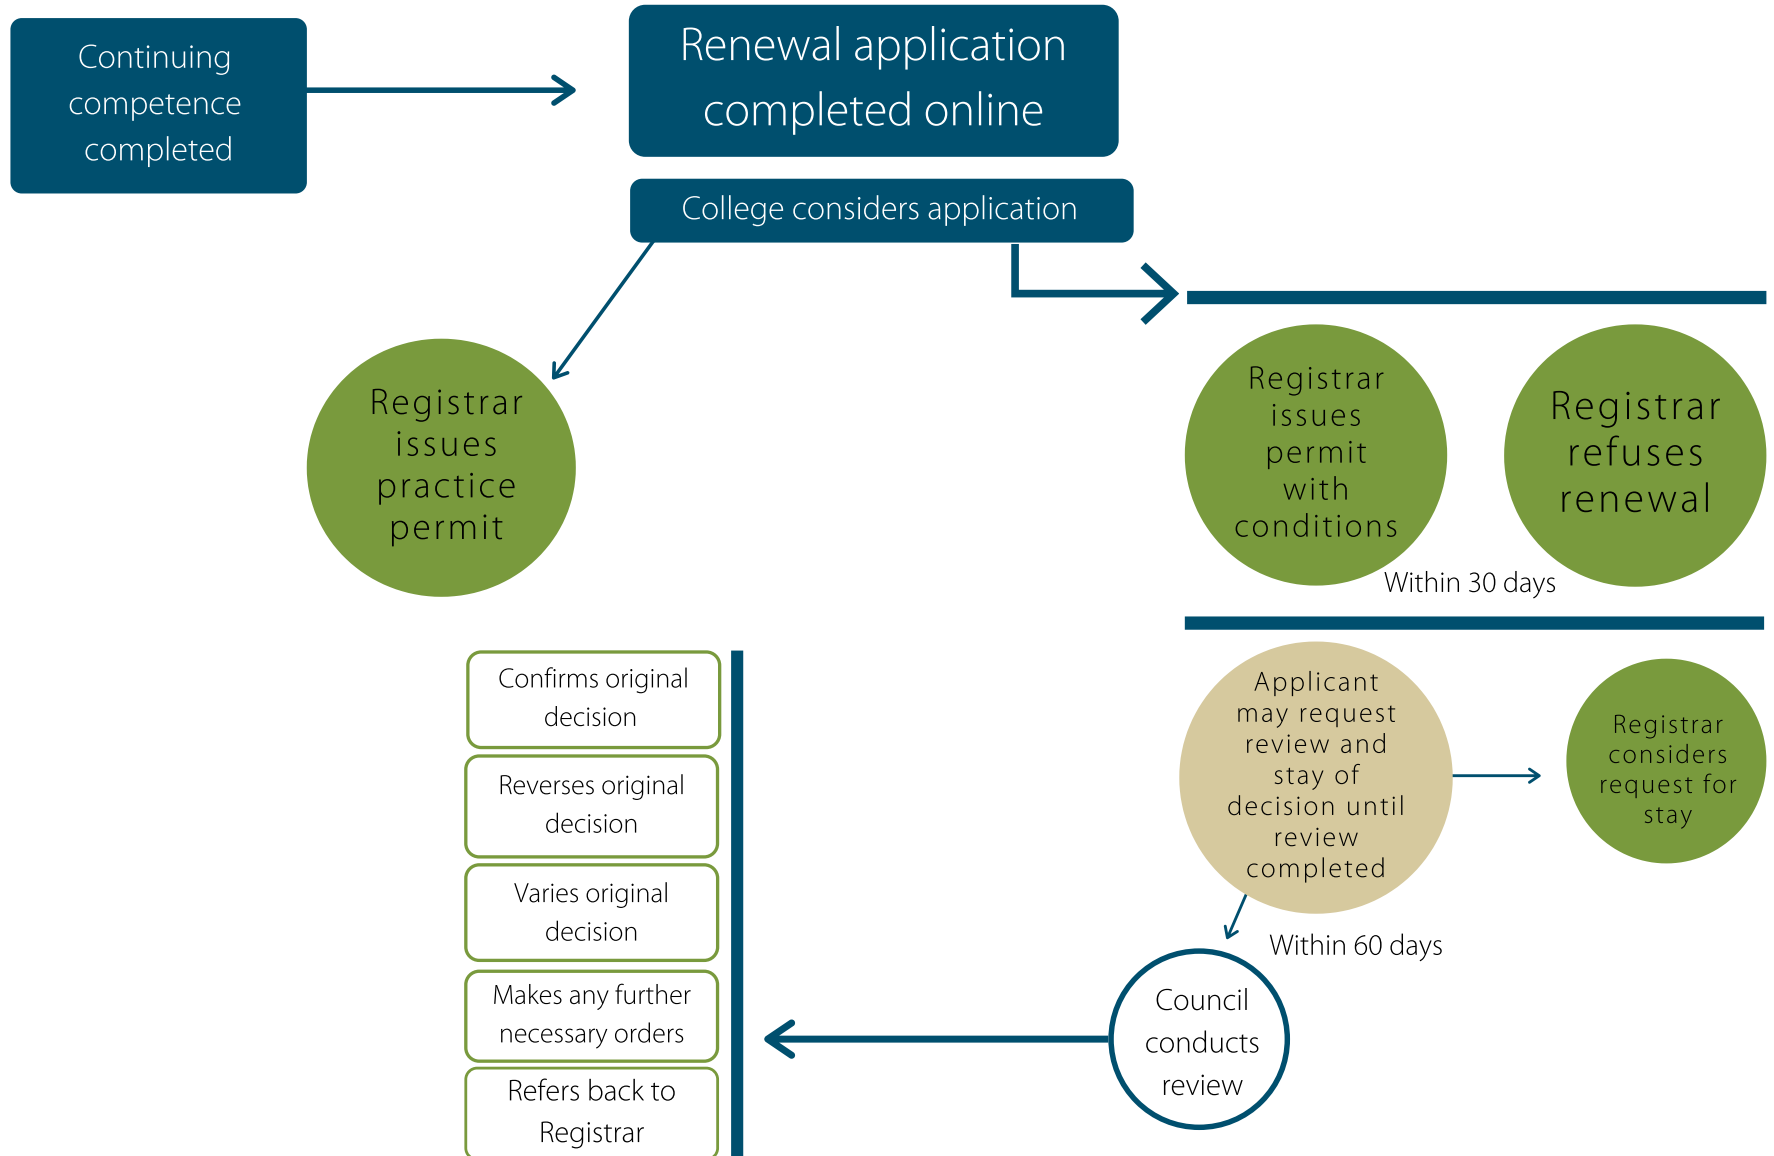 Continuing
competence
completed
Renewal application
completed online
College considers application
Registrar
issues
practice
permit
Registrar
issues
permit
with
conditions
Registrar
refuses
renewal
Within 30 days
Applicant
may request
review and
stay of
decision until
review
completed
Registrar
considers
request for
stay
Within 60 days
Council
conducts
review
Confirms original
decision
Reverses original
decision
Varies original
decision
Makes any further
necessary orders
Refers back to
Registrar